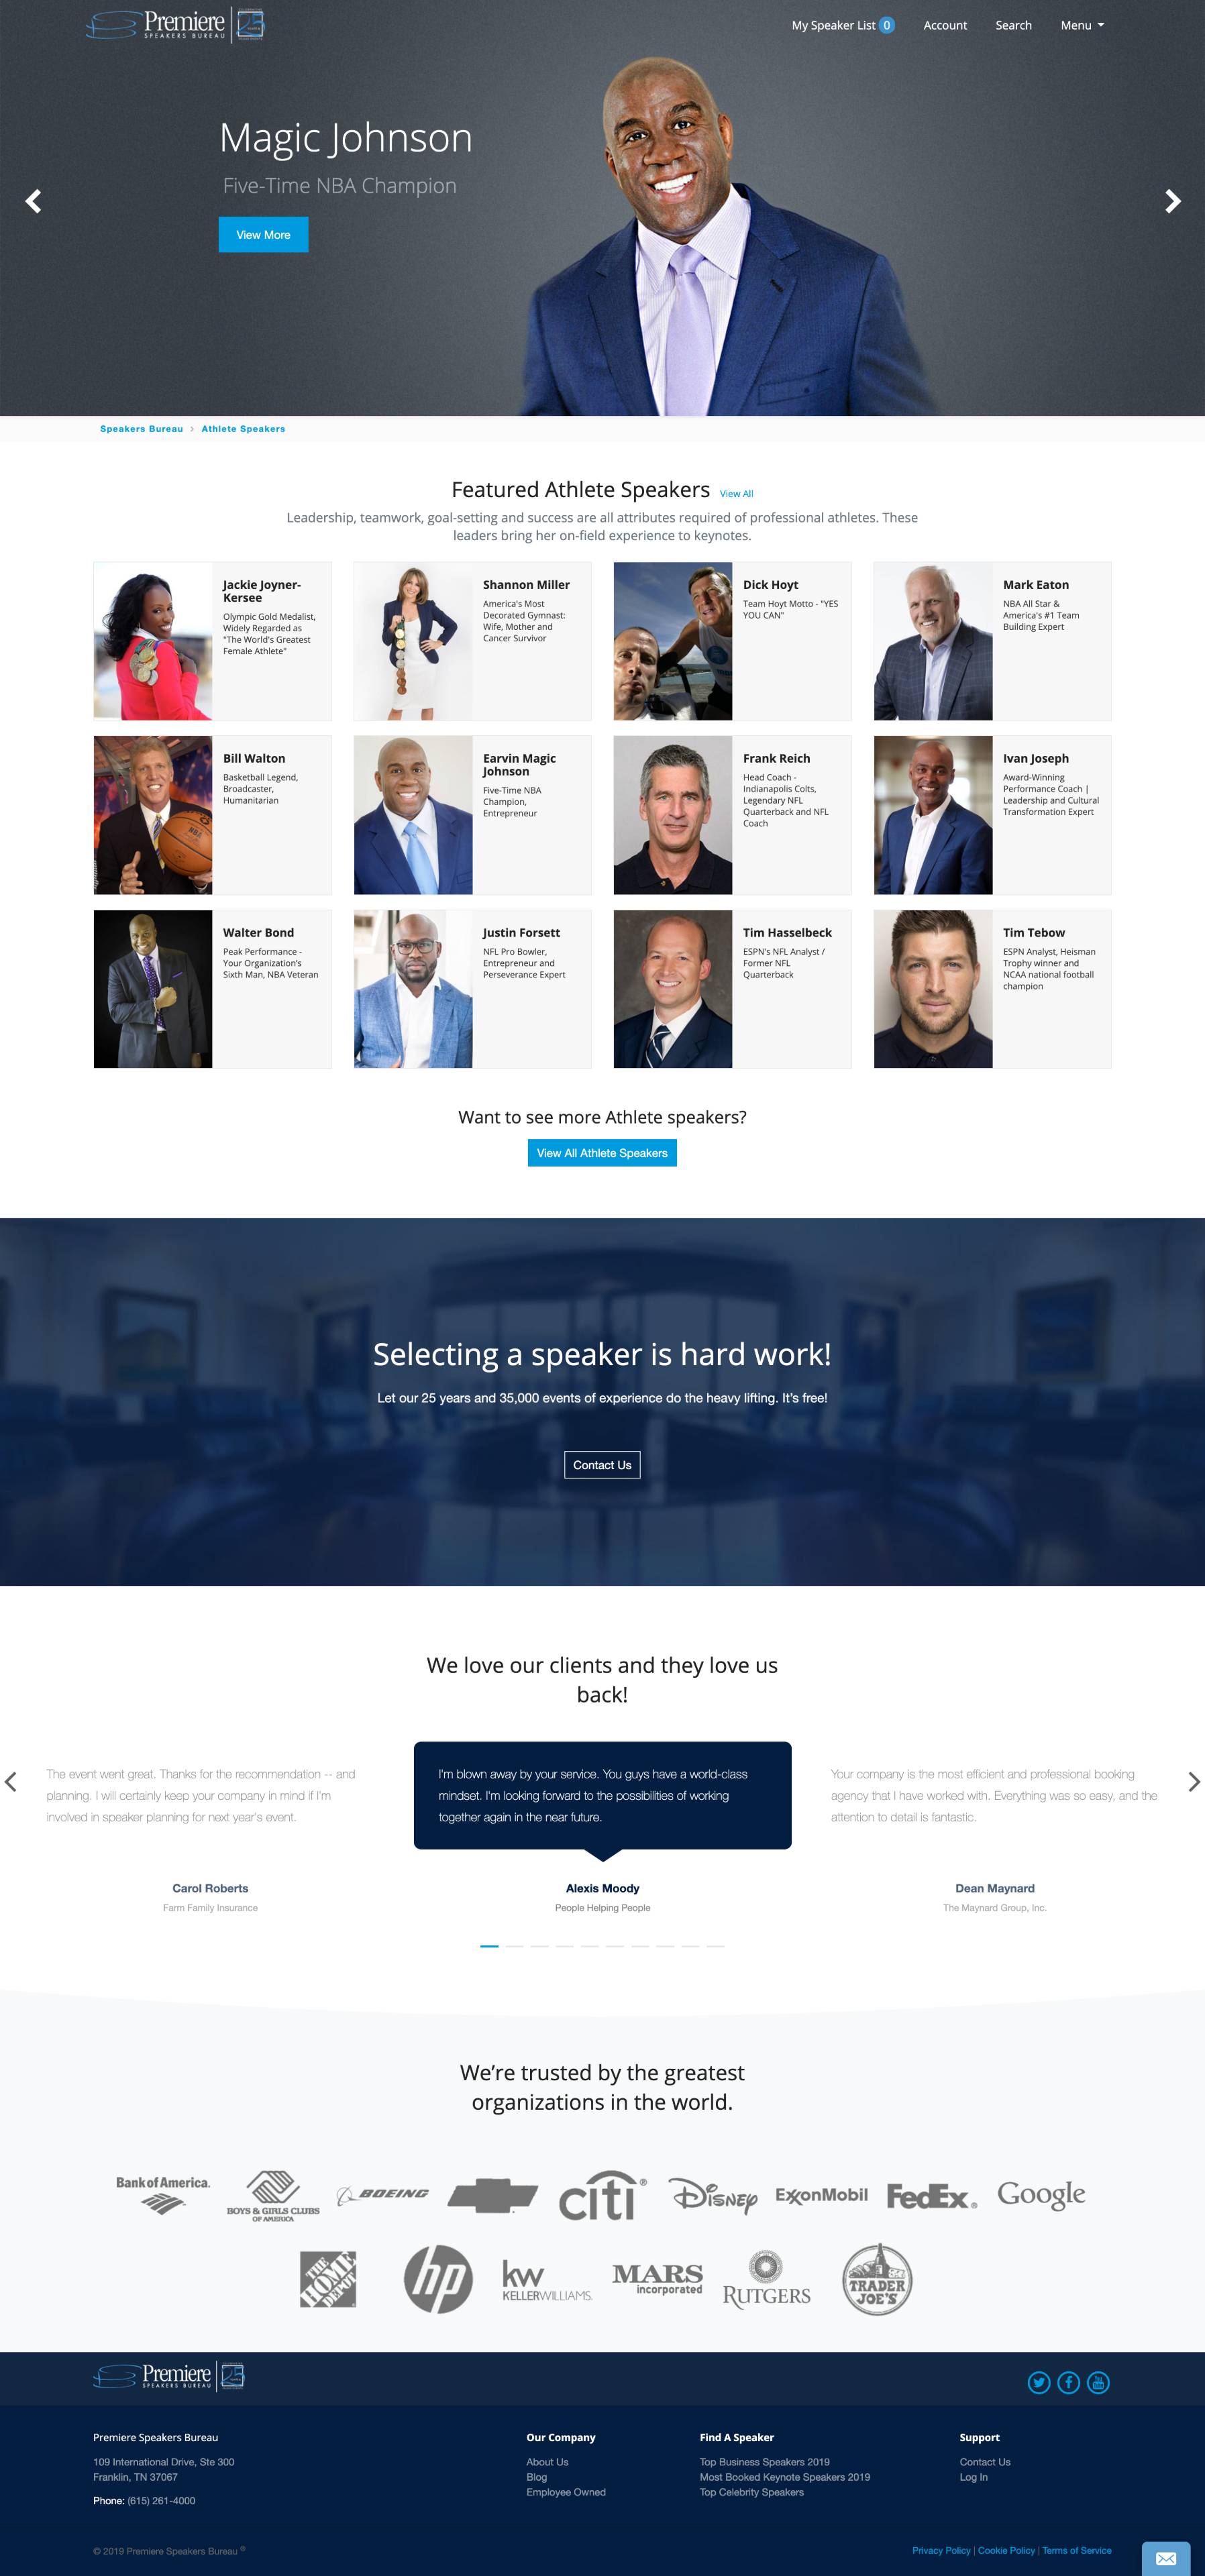 Premiere
SPEAKERS BUREAU
My Speaker List 0
Account
Search
Menu
Magic Johnson
Five-Time NBA Champion
View More
Speakers Bureau > Athlete Speakers
Featured Athlete Speakers View All
Leadership, teamwork, goal-setting and success are all attributes required of professional athletes. These
leaders bring her on-field experience to keynotes.
Jackie Joyner-
Kersee
Olympic Gold Medalist,
Widely Regarded as
"The World's Greatest
Female Athlete"
Shannon Miller
America's Most
Decorated Gymnast:
Wife, Mother and
Cancer Survivor
Dick Hoyt
Team Hoyt Motto - "YES
YOU CAN"
Mark Eaton
NBA All Star &
America's #1 Team
Building Expert
Bill Walton
Basketball Legend,
Broadcaster,
Humanitarian
Earvin Magic
Johnson
Five-Time NBA
Champion,
Entrepreneur
Frank Reich
Head Coach -
Indianapolis Colts,
Legendary NFL
Quarterback and NFL
Coach
Ivan Joseph
Award-Winning
Performance Coach |
Leadership and Cultural
Transformation Expert
Walter Bond
Peak Performance -
Your Organization's
Sixth Man, NBA Veteran
Justin Forsett
NFL Pro Bowler,
Entrepreneur and
Perseverance Expert
Tim Hasselbeck
ESPN's NFL Analyst /
Former NFL
Quarterback
Tim Tebow
ESPN Analyst, Heisman
Trophy winner and
NCAA national football
champion
Want to see more Athlete speakers?
View All Athlete Speakers
Selecting a speaker is hard work!
Let our 25 years and 35,000 events of experience do the heavy lifting. It's free!
Contact Us
We love our clients and they love us
back!
The event went great. Thanks for the recommendation -- and
planning. I will certainly keep your company in mind if I'm
involved in speaker planning for next year's event.
Carol Roberts
Farm Family Insurance
I'm blown away by your service. You guys have a world-class
mindset. I'm looking forward to the possibilities of working
together again in the near future.
Alexis Moody
People Helping People
Your company is the most efficient and professional booking
agency that I have worked with. Everything was so easy, and the
attention to detail is fantastic.
Dean Maynard
The Maynard Group, Inc.
We're trusted by the greatest
organizations in the world.
Bank of America.
BOYS & GIRLS CLUBS
OF AMERICA
BOEING
citi®
Disney
ExxonMobil
FedEx®
Google
THE
HOME
DEPOT
hp
kw
KELLERWILLIAMS.
MARS
incorporated
RUTGERS
TRADER
JOE'S
Premiere
SPEAKERS BUREAU
Premiere Speakers Bureau
109 International Drive, Ste 300
Franklin, TN 37067
Phone: (615) 261-4000
Our Company
About Us
Blog
Employee Owned
Find A Speaker
Top Business Speakers 2019
Most Booked Keynote Speakers 2019
Top Celebrity Speakers
Support
Contact Us
Log In
© 2019 Premiere Speakers Bureau ®
Privacy Policy | Cookie Policy | Terms of Service